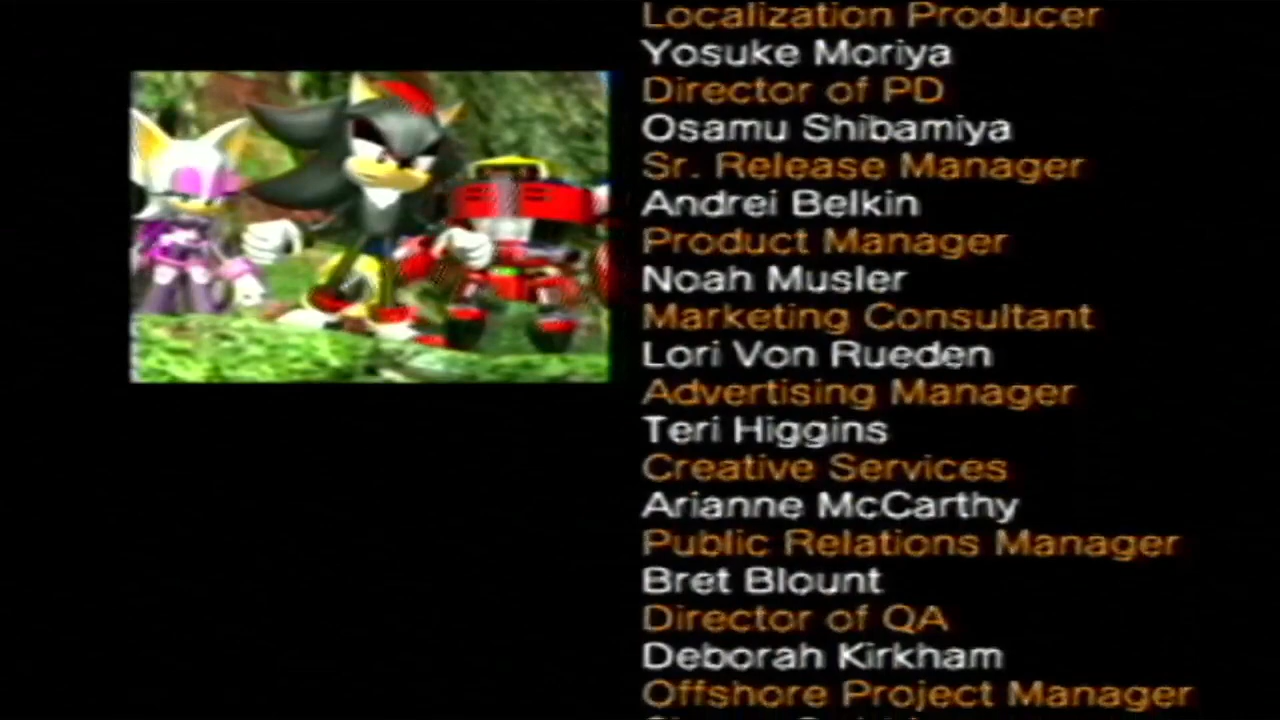 Localization Producer
Yosuke Moriya
Director of PD
Osamu Shibamiya
Sr. Release Manager
Andrei Belkin
Product Manager
Noah Musler
Marketing Consultant
Lori Von Rueden
Advertising Manager
Teri Higgins
Creative Services
Arianne McCarthy
Public Relations Manager
Bret Blount
Director of QA
Deborah Kirkham
Offshore Project Manager